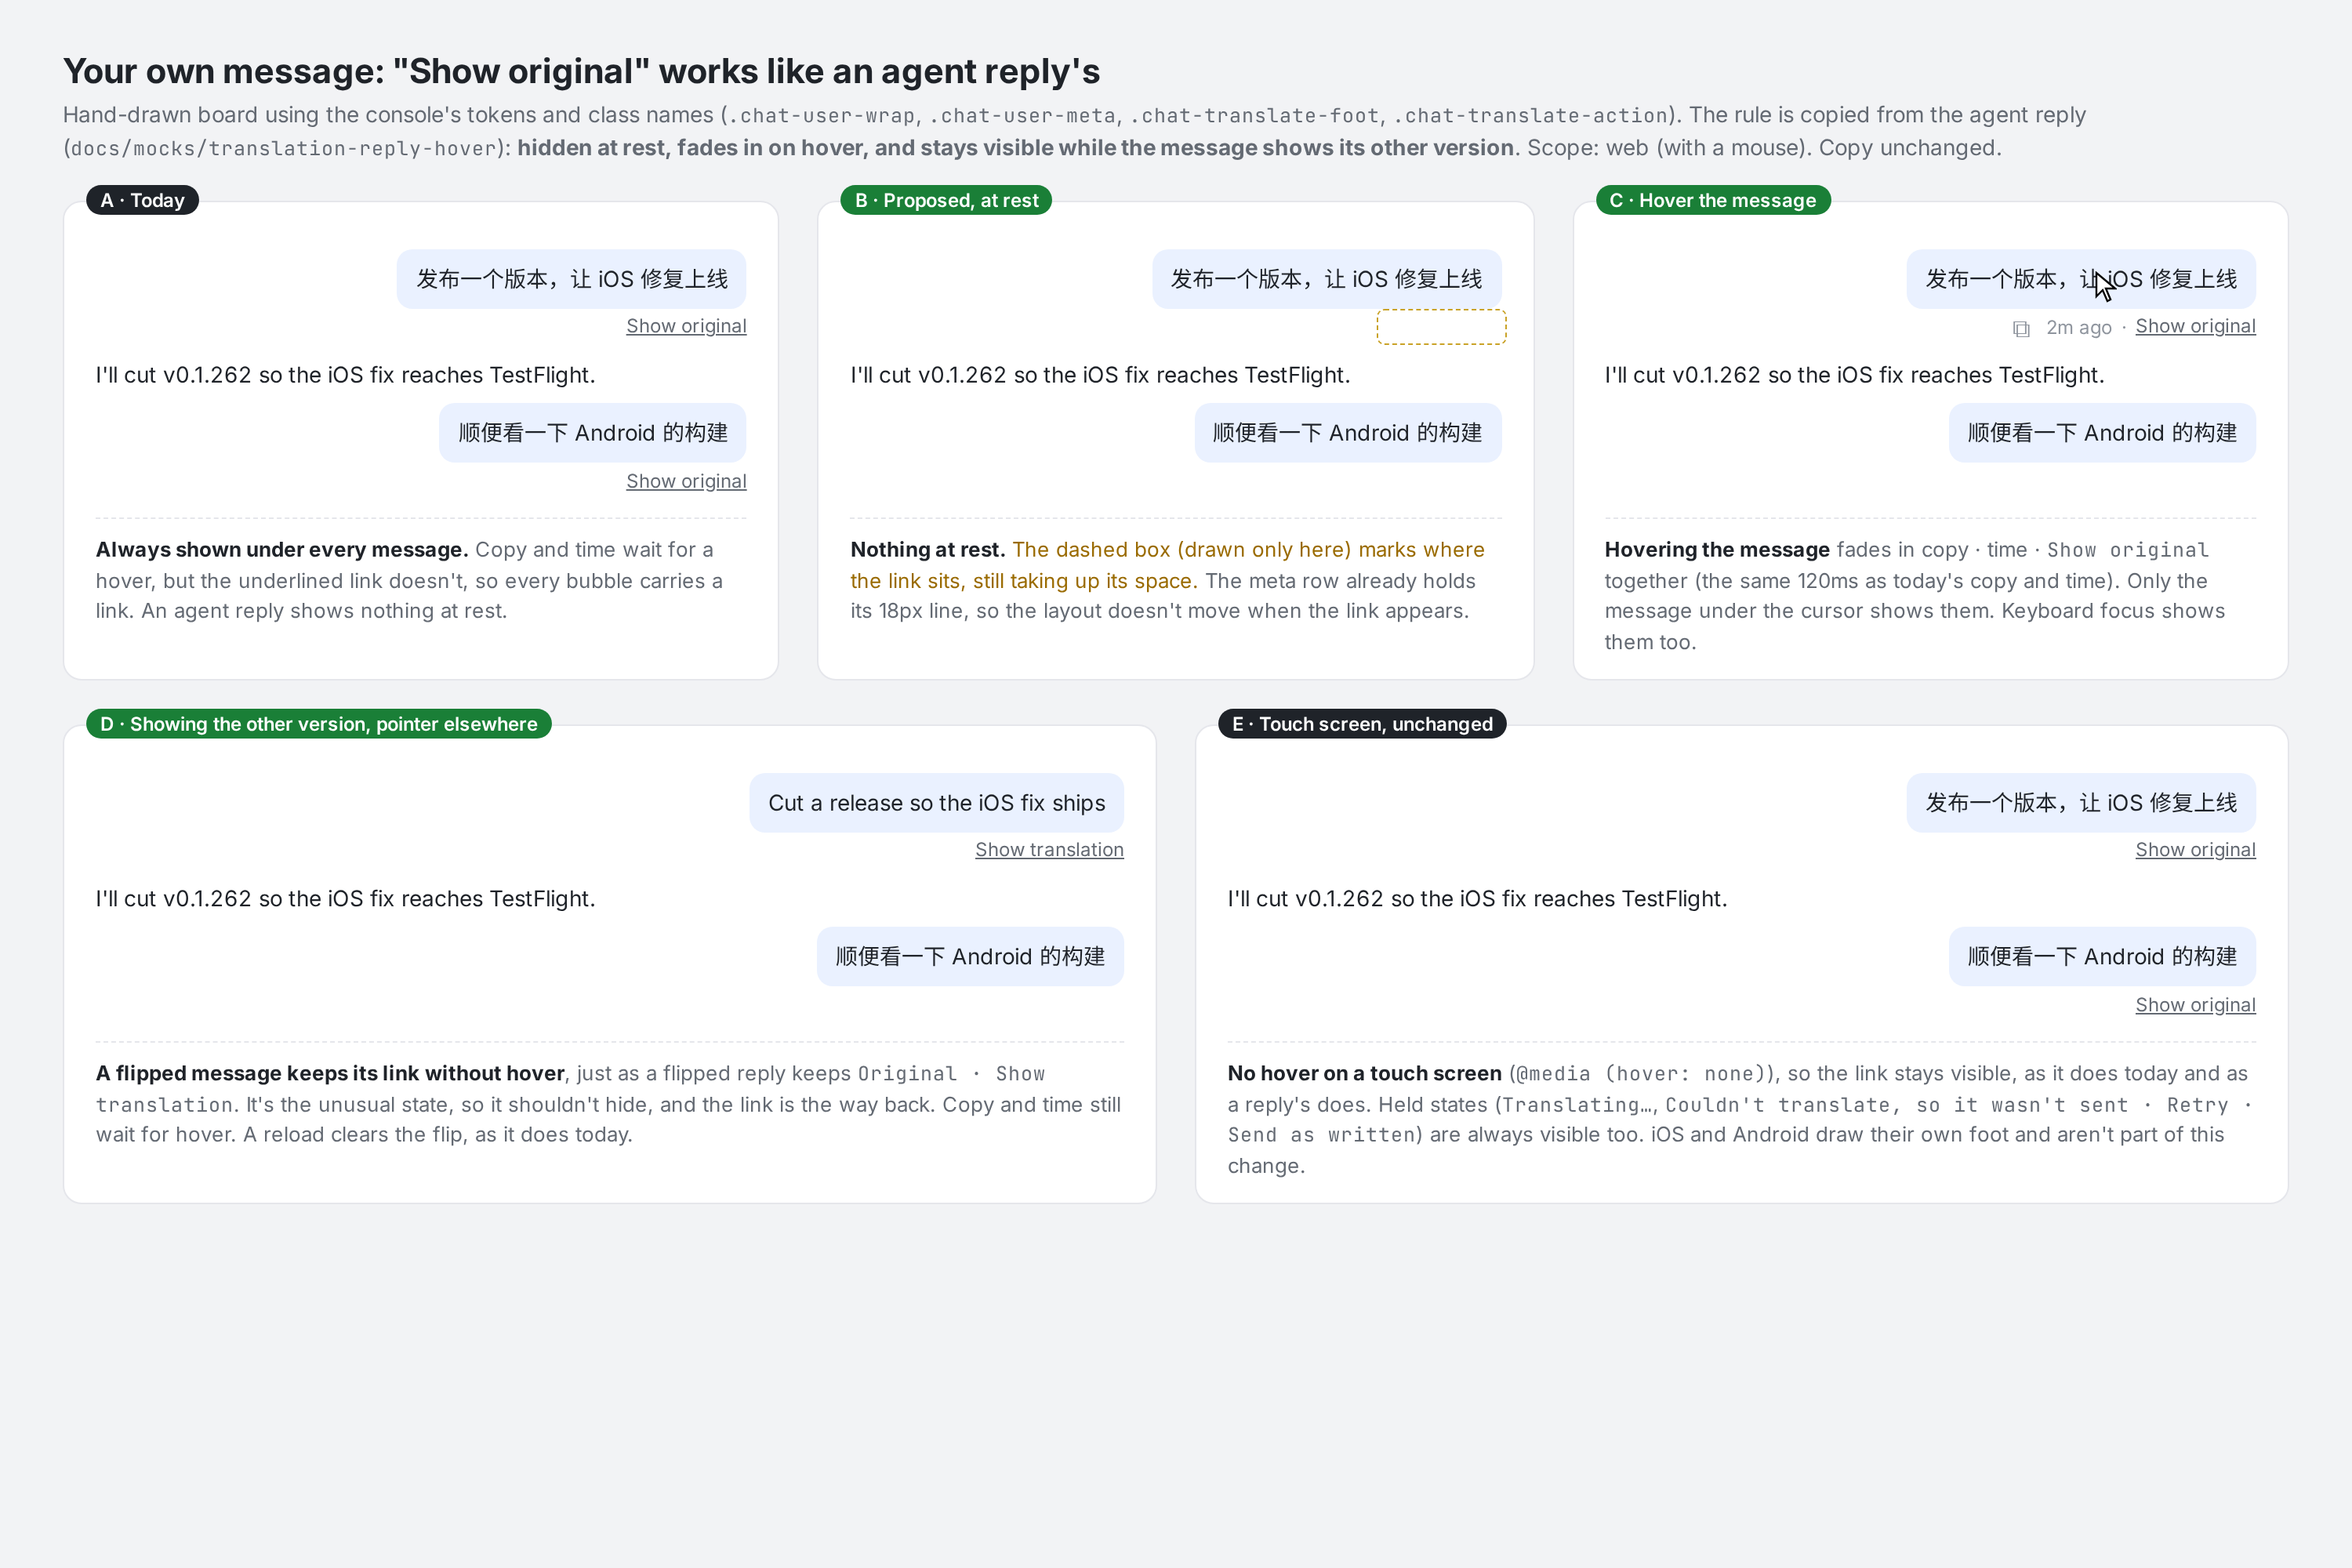 Your own message: "Show original" works like an agent reply's
Hand-drawn board using the console's tokens and class names (.chat-user-wrap, .chat-user-meta, .chat-translate-foot, .chat-translate-action). The rule is copied from the agent reply
(docs/mocks/translation-reply-hover): hidden at rest, fades in on hover, and stays visible while the message shows its other version. Scope: web (with a mouse). Copy unchanged.
A · Today
发布一个版本，让 iOS 修复上线
Show original
I'll cut v0.1.262 so the iOS fix reaches TestFlight.
顺便看一下 Android 的构建
Show original
Always shown under every message. Copy and time wait for a
hover, but the underlined link doesn't, so every bubble carries a
link. An agent reply shows nothing at rest.
B · Proposed, at rest
发布一个版本，让 iOS 修复上线
I'll cut v0.1.262 so the iOS fix reaches TestFlight.
顺便看一下 Android 的构建
Nothing at rest. The dashed box (drawn only here) marks where
the link sits, still taking up its space. The meta row already holds
its 18px line, so the layout doesn't move when the link appears.
C · Hover the message
发布一个版本，让 iOS 修复上线
2m ago · Show original
I'll cut v0.1.262 so the iOS fix reaches TestFlight.
顺便看一下 Android 的构建
Hovering the message fades in copy · time · Show original
together (the same 120ms as today's copy and time). Only the
message under the cursor shows them. Keyboard focus shows
them too.
D · Showing the other version, pointer elsewhere
Cut a release so the iOS fix ships
Show translation
I'll cut v0.1.262 so the iOS fix reaches TestFlight.
顺便看一下 Android 的构建
A flipped message keeps its link without hover, just as a flipped reply keeps Original · Show
translation. It's the unusual state, so it shouldn't hide, and the link is the way back. Copy and time still
wait for hover. A reload clears the flip, as it does today.
E · Touch screen, unchanged
发布一个版本，让 iOS 修复上线
Show original
I'll cut v0.1.262 so the iOS fix reaches TestFlight.
顺便看一下 Android 的构建
Show original
No hover on a touch screen (@media (hover: none)), so the link stays visible, as it does today and as
a reply's does. Held states (Translating…, Couldn't translate, so it wasn't sent · Retry ·
Send as written) are always visible too. iOS and Android draw their own foot and aren't part of this
change.